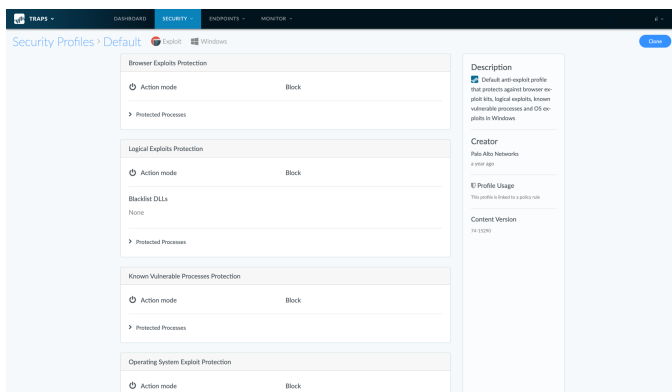 TRAPS
DASHBOARD
SECURITY
ENDPOINTS
MONITOR
Security Profiles > Default
Exploit
Windows
Clone
Browser Exploits Protection
Action mode
Block
Protected Processes
Logical Exploits Protection
Action mode
Block
Blacklist DLLs
None
Protected Processes
Known Vulnerable Processes Protection
Action mode
Block
Protected Processes
Operating System Exploit Protection
Action mode
Block
Description
Default anti-exploit profile
that protects against browser ex-
ploit kits, logical exploits, known
vulnerable processes and OS ex-
ploits in Windows
Creator
Palo Alto Networks
a year ago
Profile Usage
This profile is linked to a policy rule
Content Version
74-15290